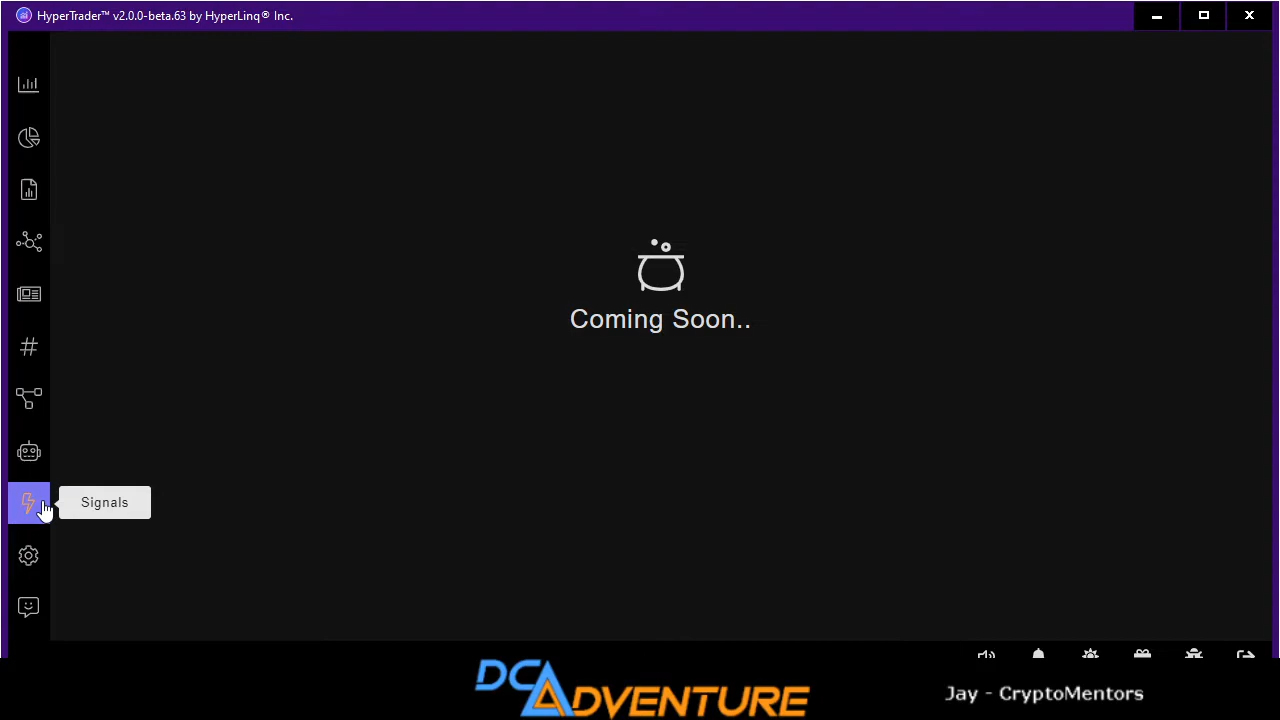 HyperTrader™ v2.0.0-beta.63 by HyperLinq® Inc.
Coming Soon..
Signals
DCADVENTURE
Jay - CryptoMentors